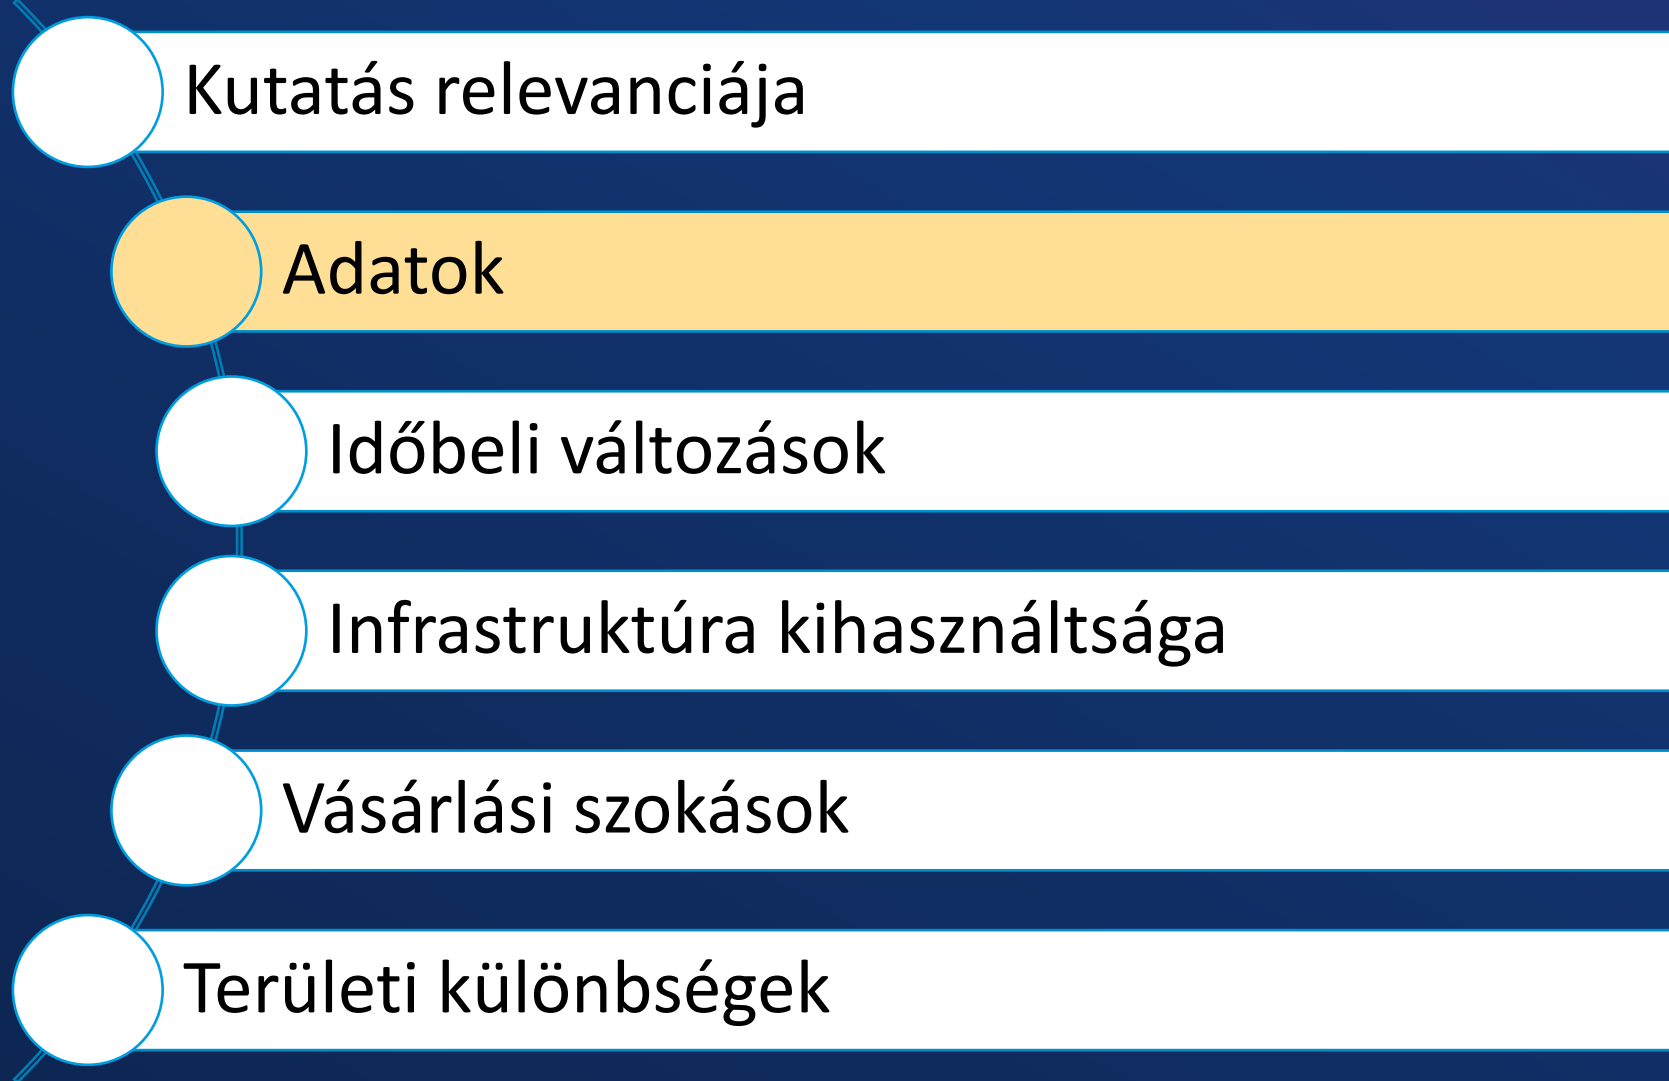 Kutatás relevanciája
Adatok
Időbeli változások
Infrastruktúra kihasználtsága
Vásárlási szokások
Területi különbségek